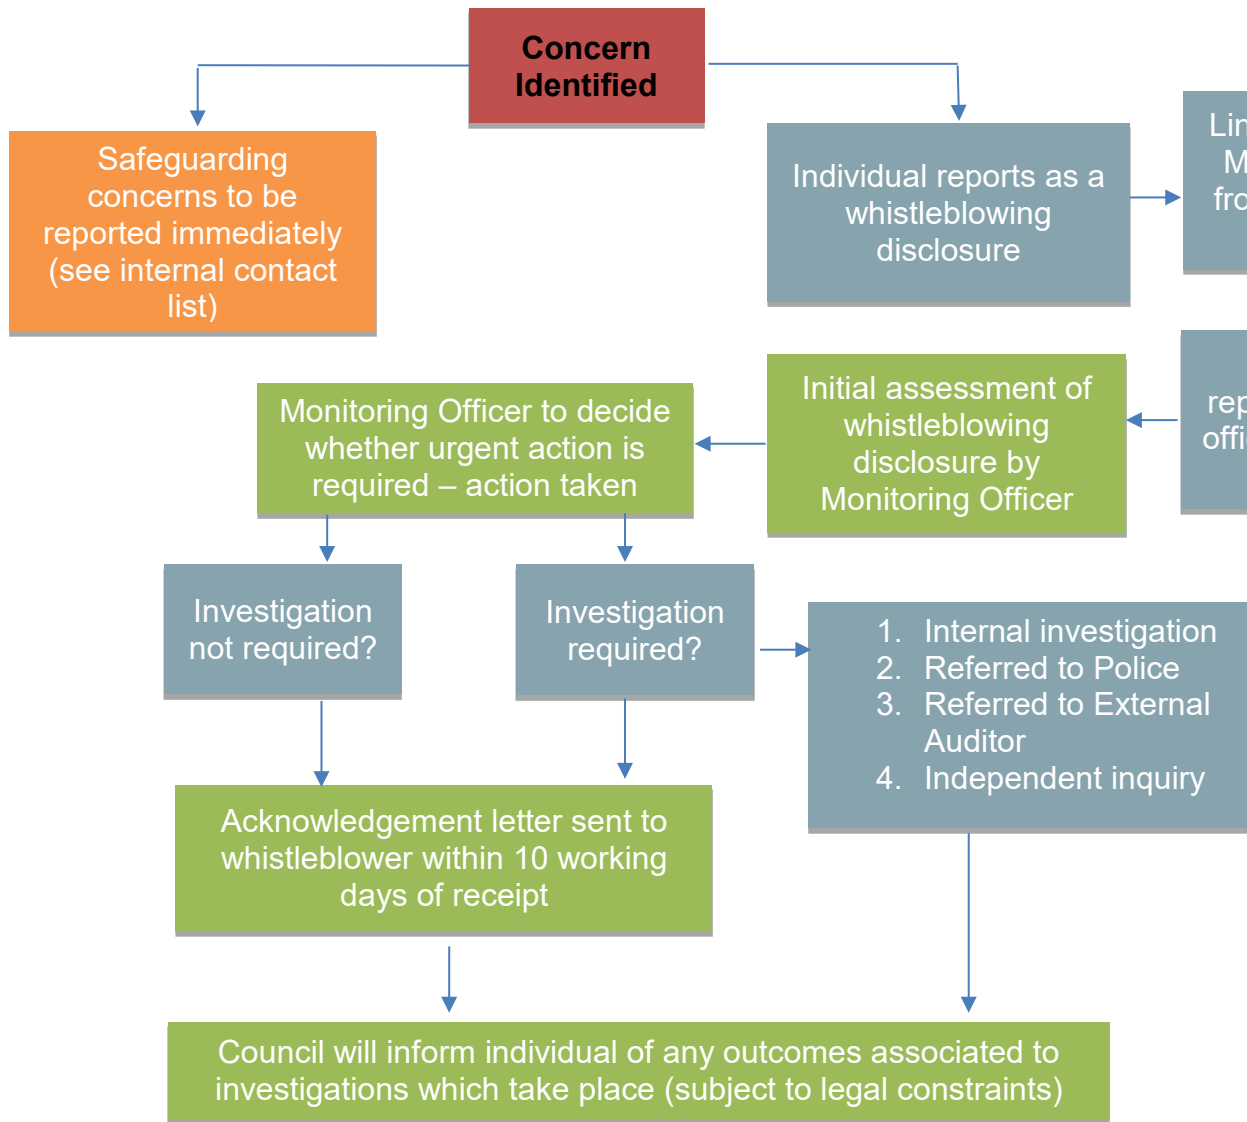 Concern
Identified
Safeguarding
concerns to be
reported immediately
(see internal contact
list)
Individual reports as a
whistleblowing
disclosure
Monitoring Officer to decide
whether urgent action is
required – action taken
Initial assessment of
whistleblowing
disclosure by
Monitoring Officer
Investigation
not required?
Investigation
required?
1. Internal investigation
2. Referred to Police
3. Referred to External
Auditor
4. Independent inquiry
Acknowledgement letter sent to
whistleblower within 10 working
days of receipt
Council will inform individual of any outcomes associated to
investigations which take place (subject to legal constraints)